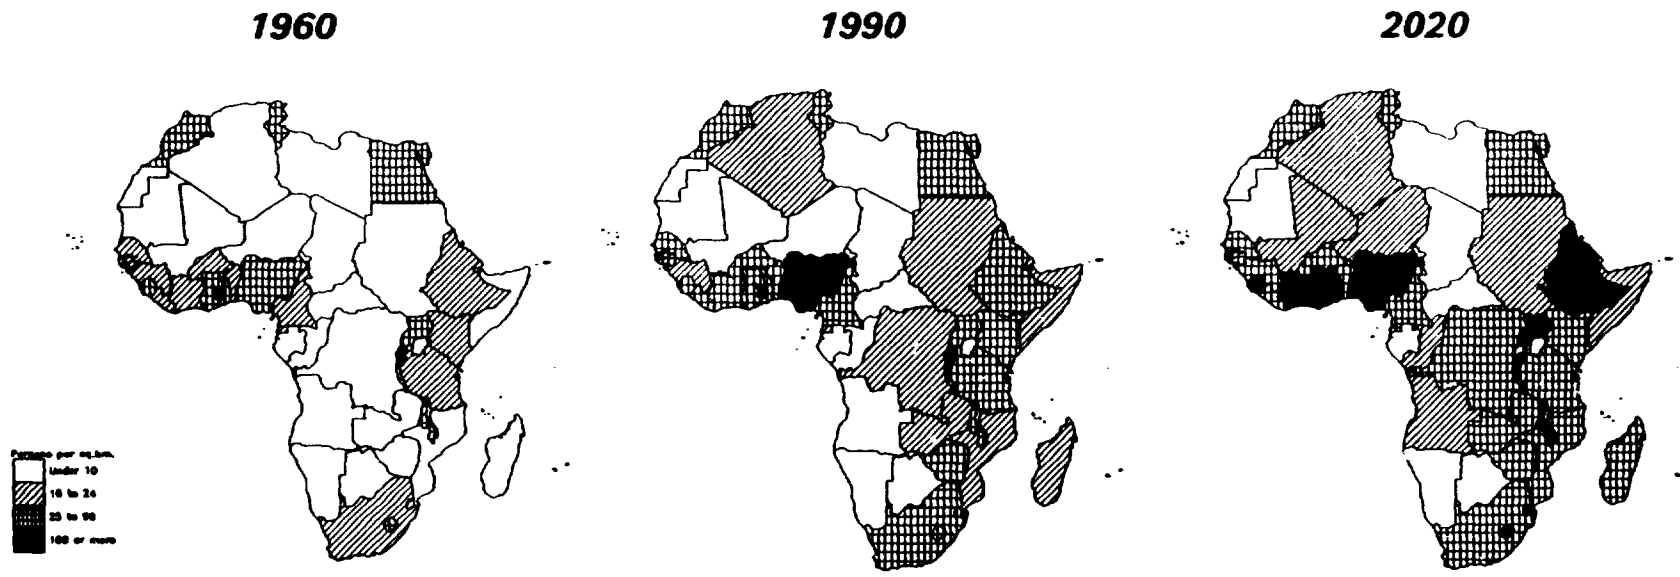 1960
1990
2020
Persons per sq.km.
Under 10
10 to 24
25 to 99
100 or more